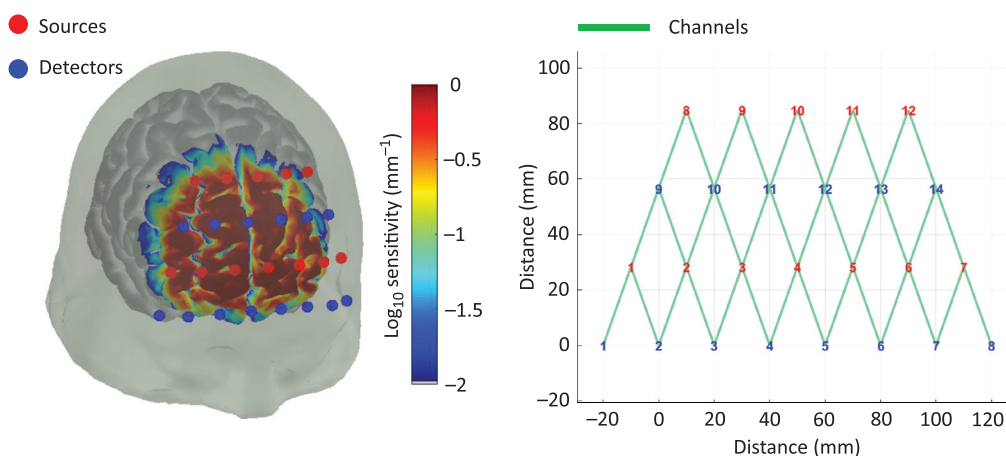 Sources
Detectors
0
–0.5
–1
–1.5
–2
Log10 sensitivity (mm−1)
Channels
100
80
60
40
20
0
–20
Distance (mm)
8 9 10 11 12
9 10 11 12 13 14
1 2 3 4 5 6 7
1 2 3 4 5 6 7 8
–20 0 20 40 60 80 100 120
Distance (mm)